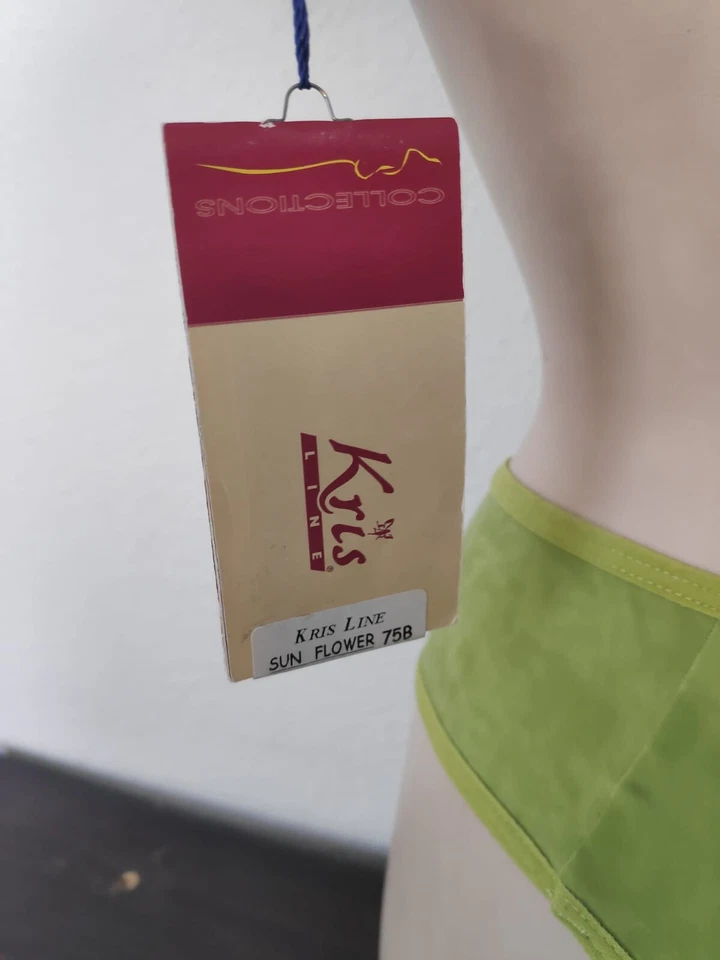 COLLECTIONS
Kris
LINE®
KRIS LINE
SUN FLOWER 75B